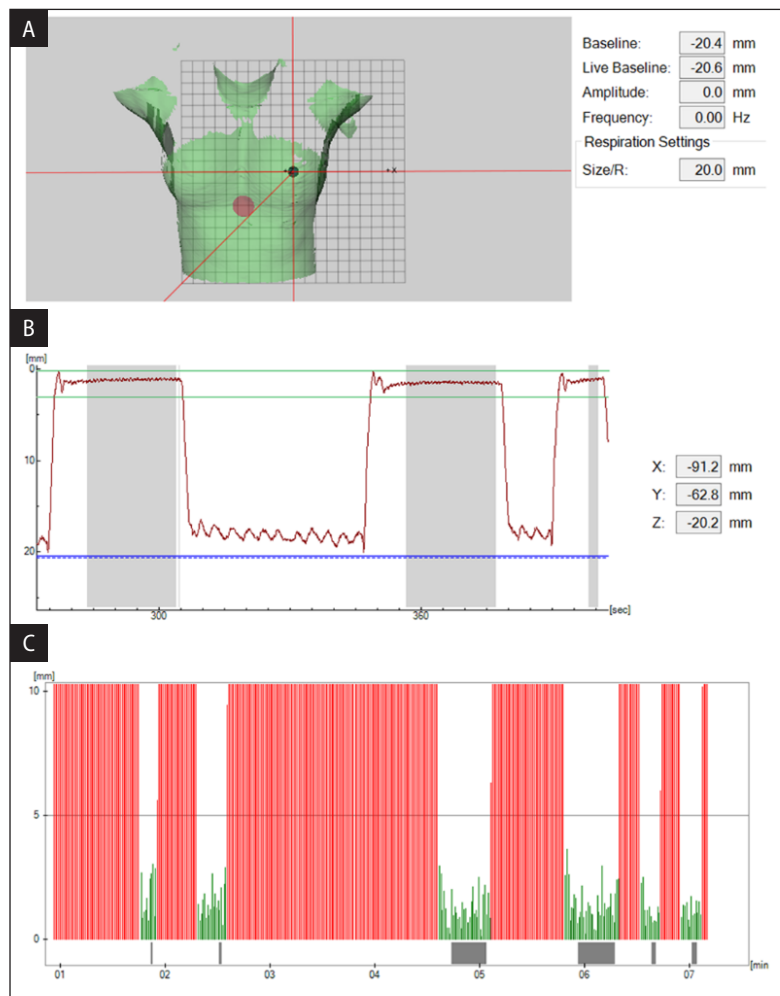 A
Baseline: -20.4 mm
Live Baseline: -20.6 mm
Amplitude: 0.0 mm
Frequency: 0.00 Hz
Respiration Settings
Size/R: 20.0 mm
x
B
[mm]
0
10
20
300 360 [sec]
X: -91.2 mm
Y: -62.8 mm
Z: -20.2 mm
C
[mm]
10
5
0
01 02 03 04 05 06 07 [min